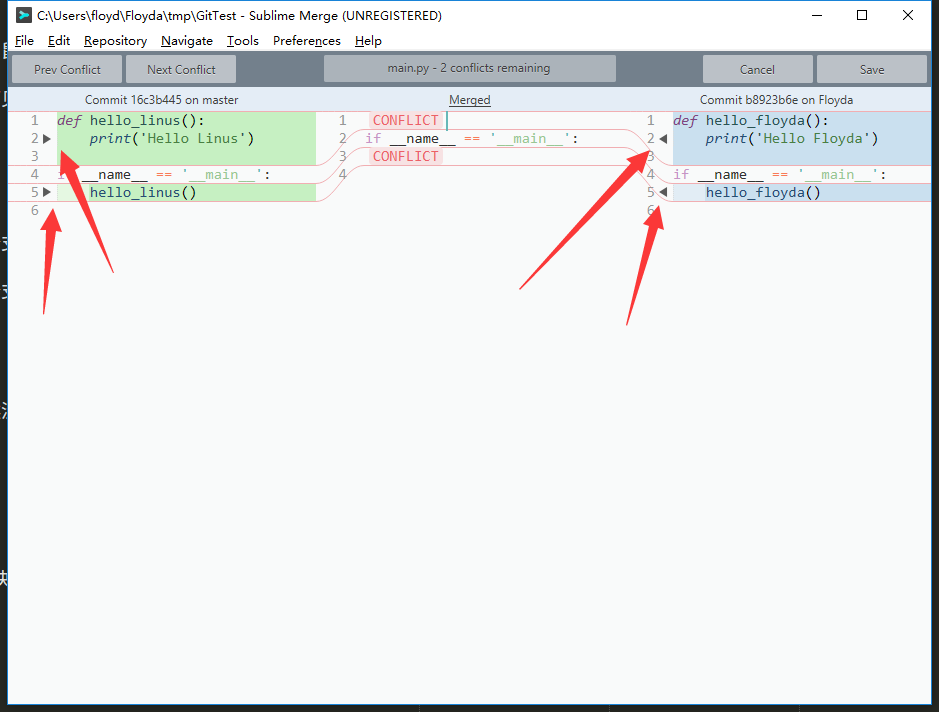 C:\Users\floyd\Floyda\tmp\GitTest - Sublime Merge (UNREGISTERED)
File Edit Repository Navigate Tools Preferences Help
Prev Conflict Next Conflict main.py - 2 conflicts remaining Cancel Save
Commit 16c3b445 on master Merged Commit b8923b6e on Floyda
1 def hello_linus():
2 print('Hello Linus')
3
4 if __name__ == '__main__':
5 hello_linus()
6
1 CONFLICT
2 if __name__ == '__main__':
3 CONFLICT
4
1 def hello_floyda():
2 print('Hello Floyda')
3
4 if __name__ == '__main__':
5 hello_floyda()
6